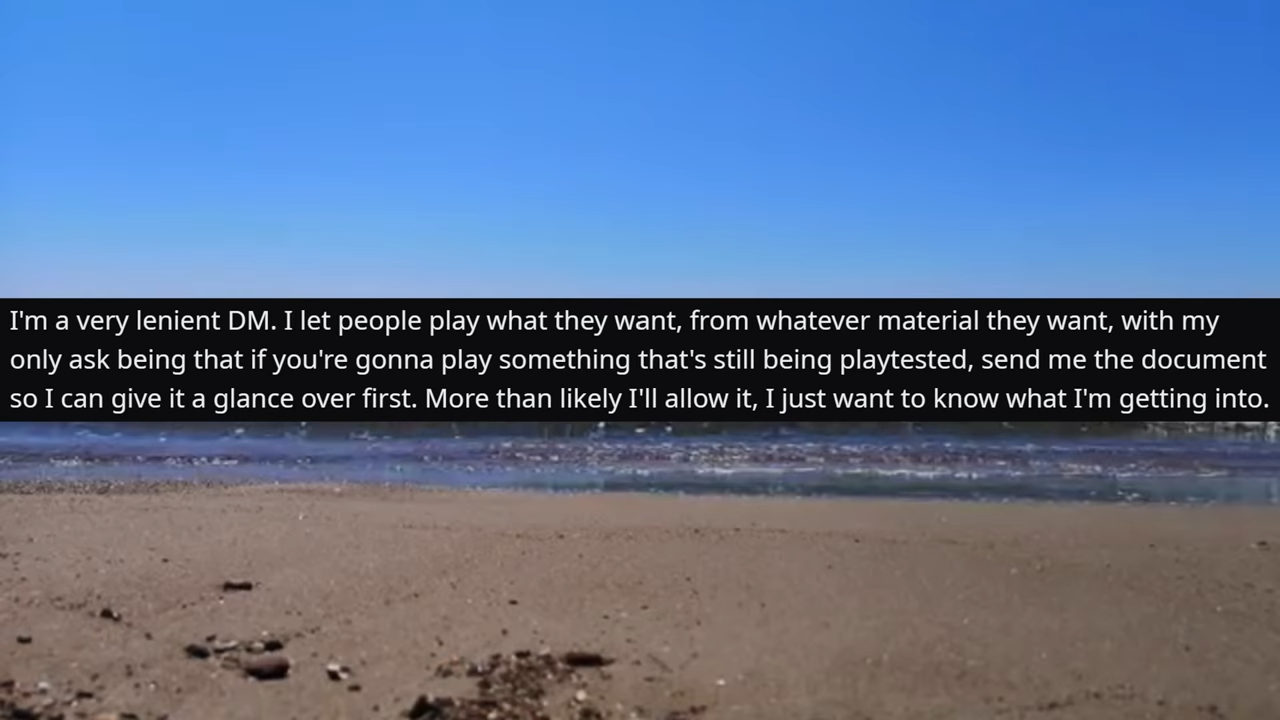 I'm a very lenient DM. I let people play what they want, from whatever material they want, with my
only ask being that if you're gonna play something that's still being playtested, send me the document
so I can give it a glance over first. More than likely I'll allow it, I just want to know what I'm getting into.